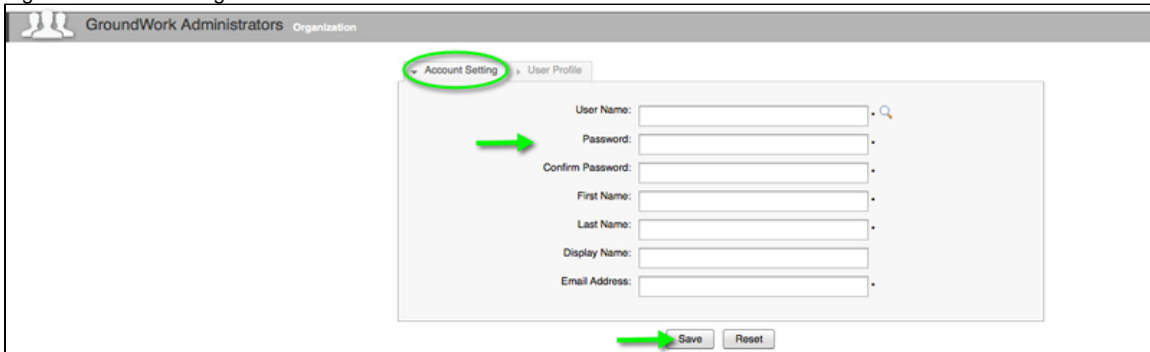 GroundWork Administrators Organization
Account Setting User Profile
User Name: *
Password: *
Confirm Password: *
First Name: *
Last Name: *
Display Name:
Email Address: *
Save Reset